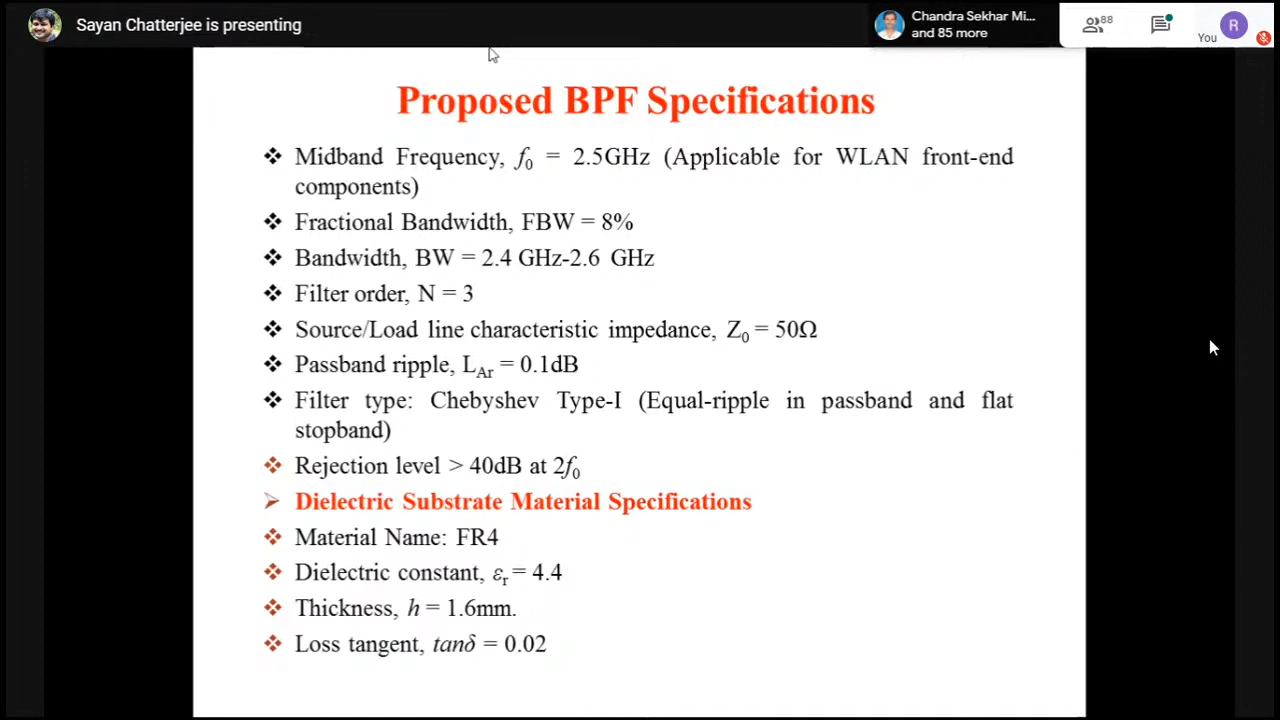 Sayan Chatterjee is presenting
Chandra Sekhar Mi...
and 85 more
88
You
R
Proposed BPF Specifications
❖ Midband Frequency, f₀ = 2.5GHz (Applicable for WLAN front-end
components)
❖ Fractional Bandwidth, FBW = 8%
❖ Bandwidth, BW = 2.4 GHz-2.6 GHz
❖ Filter order, N = 3
❖ Source/Load line characteristic impedance, Z₀ = 50Ω
❖ Passband ripple, LAr = 0.1dB
❖ Filter type: Chebyshev Type-I (Equal-ripple in passband and flat
stopband)
❖ Rejection level > 40dB at 2f₀
➢ Dielectric Substrate Material Specifications
❖ Material Name: FR4
❖ Dielectric constant, εr = 4.4
❖ Thickness, h = 1.6mm.
❖ Loss tangent, tanδ = 0.02